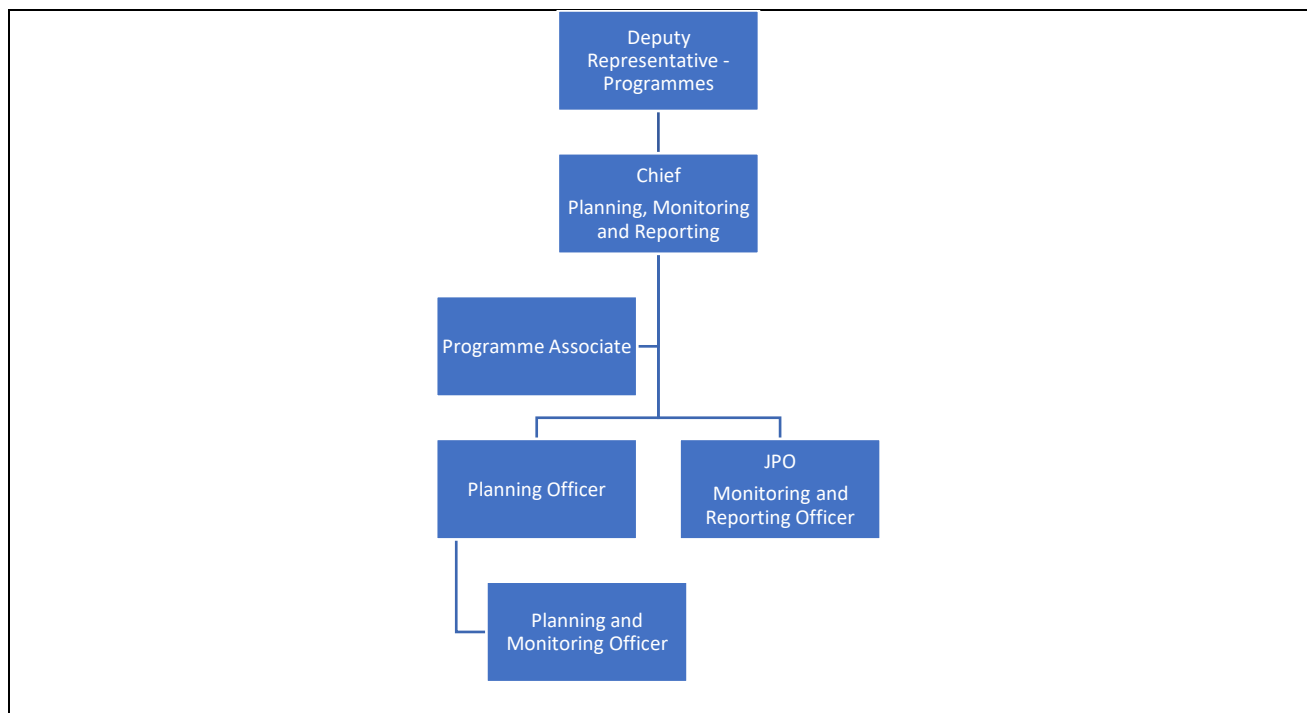 Deputy
Representative -
Programmes
Chief
Planning, Monitoring
and Reporting
Programme Associate
Planning Officer
JPO
Monitoring and
Reporting Officer
Planning and
Monitoring Officer